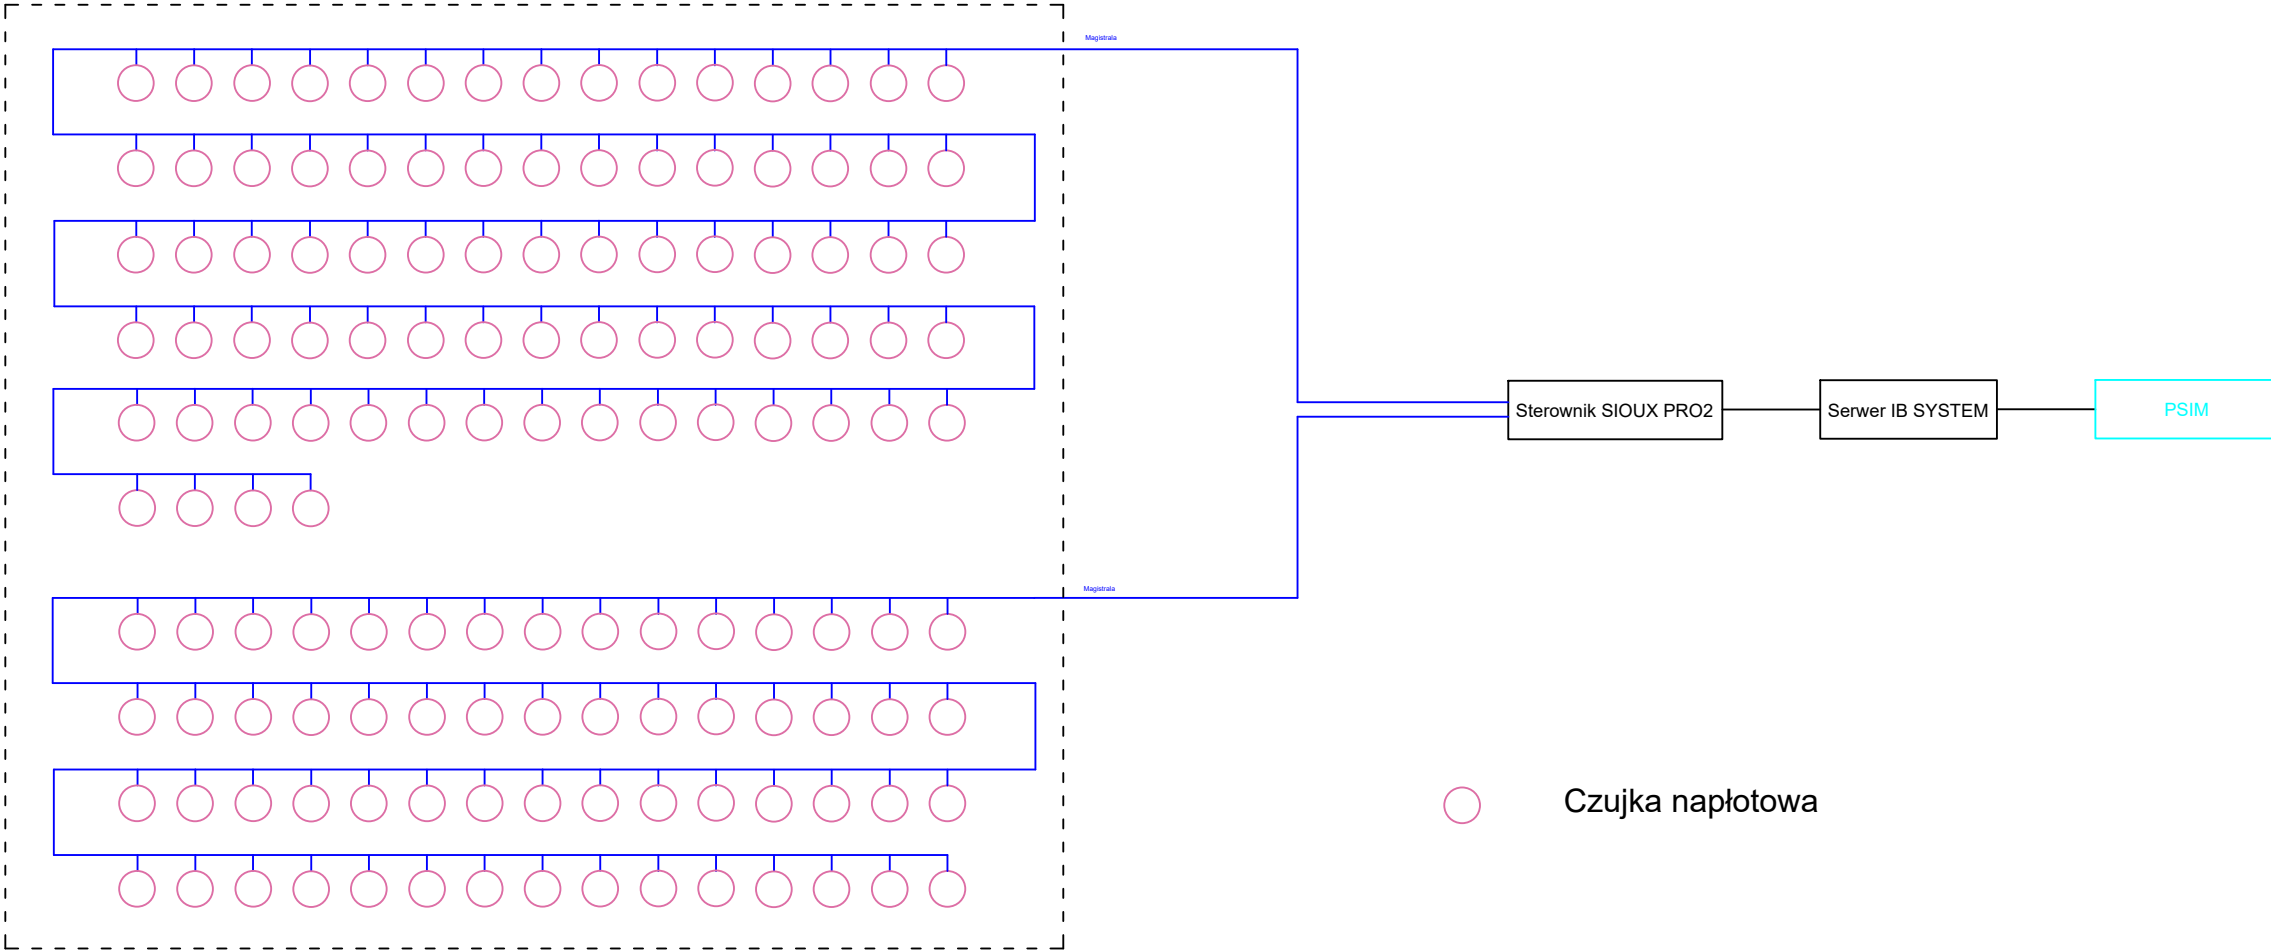 Magistrala
Sterownik SIOUX PRO2
Serwer IB SYSTEM
PSIM
Magistrala
Czujka napłotowa